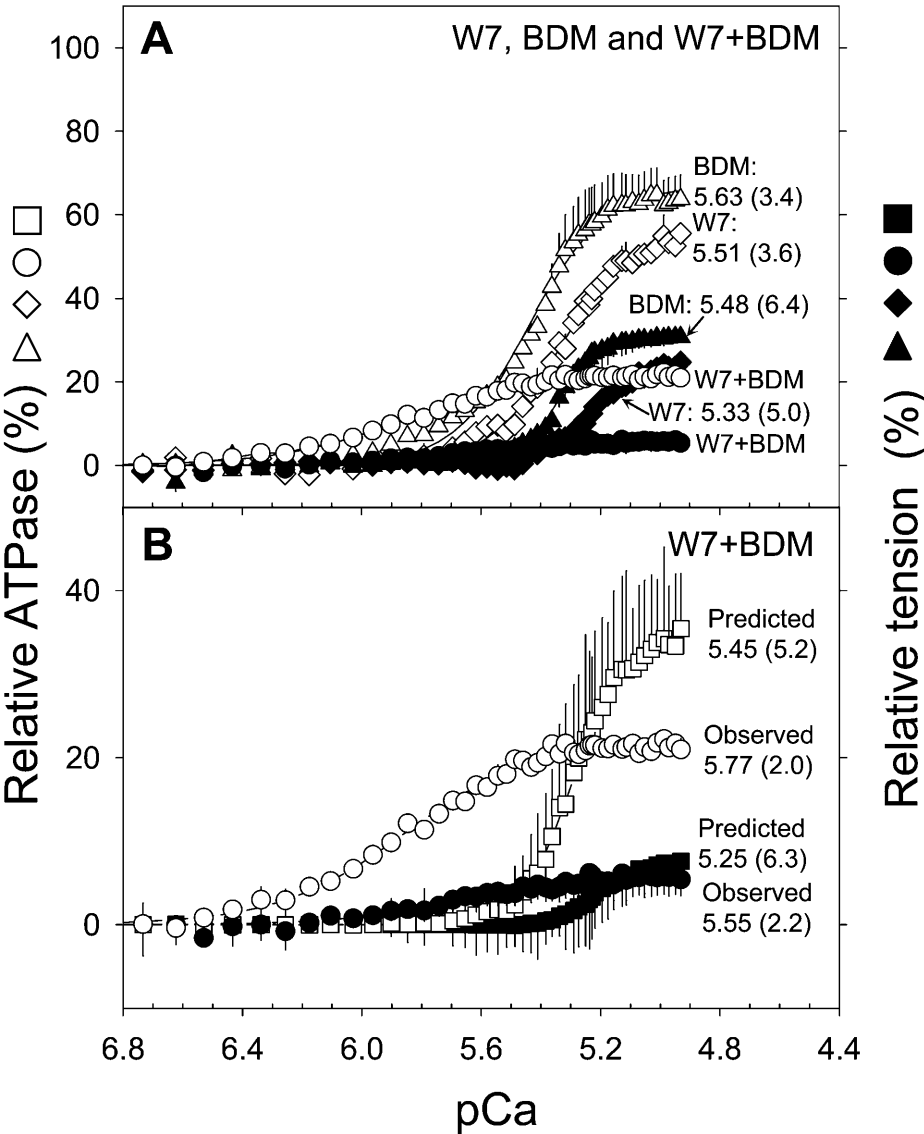 A
W7, BDM and W7+BDM
100
80
60
40
20
0
BDM:
5.63 (3.4)
W7:
5.51 (3.6)
BDM: 5.48 (6.4)
W7+BDM
W7: 5.33 (5.0)
W7+BDM
Relative ATPase (%)
Relative tension (%)
B
W7+BDM
40
20
0
Predicted
5.45 (5.2)
Observed
5.77 (2.0)
Predicted
5.25 (6.3)
Observed
5.55 (2.2)
6.8 6.4 6.0 5.6 5.2 4.8 4.4
pCa